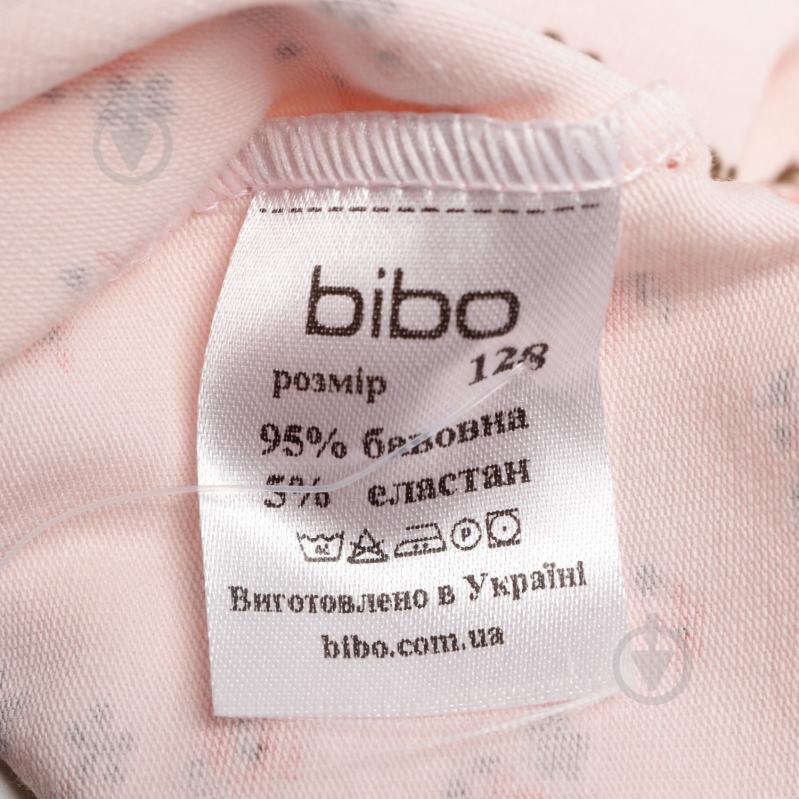 bibo
розмір 128
95% бавовна
5% еластан
P
Виготовлено в Україні
bibo.com.ua